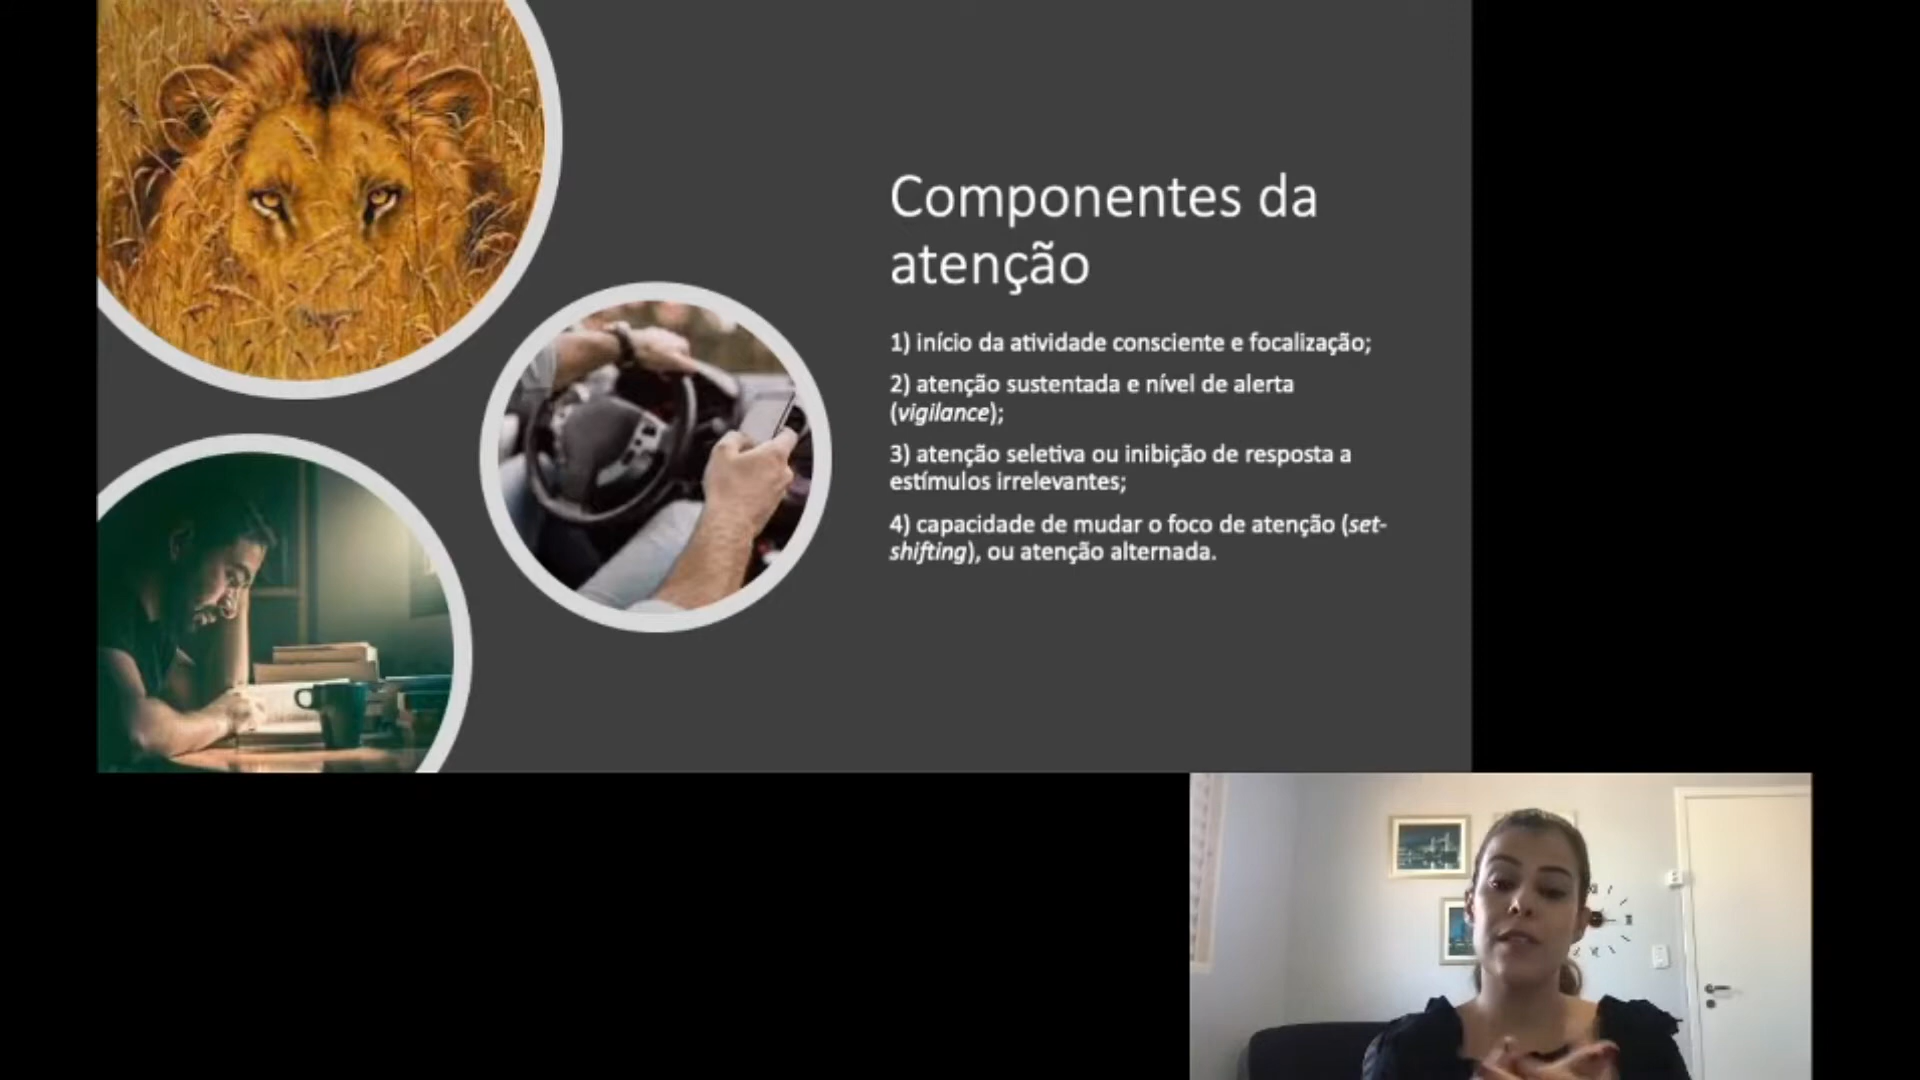 Componentes da
atenção
1) início da atividade consciente e focalização;
2) atenção sustentada e nível de alerta
(vigilance);
3) atenção seletiva ou inibição de resposta a
estímulos irrelevantes;
4) capacidade de mudar o foco de atenção (set-
shifting), ou atenção alternada.